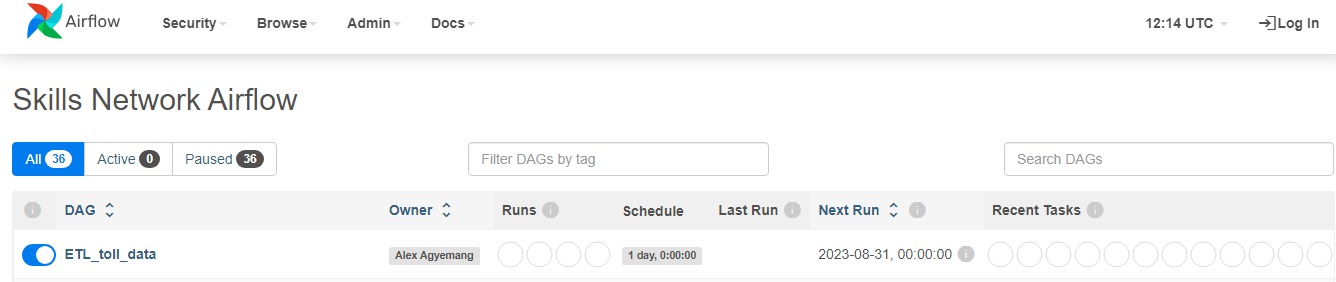 Airflow Security Browse Admin Docs 12:14 UTC Log In
Skills Network Airflow
All 36 Active 0 Paused 36 Filter DAGs by tag Search DAGs
i DAG Owner Runs i Schedule Last Run i Next Run i Recent Tasks i
ETL_toll_data Alex Agyemang 1 day, 0:00:00 2023-08-31, 00:00:00 i